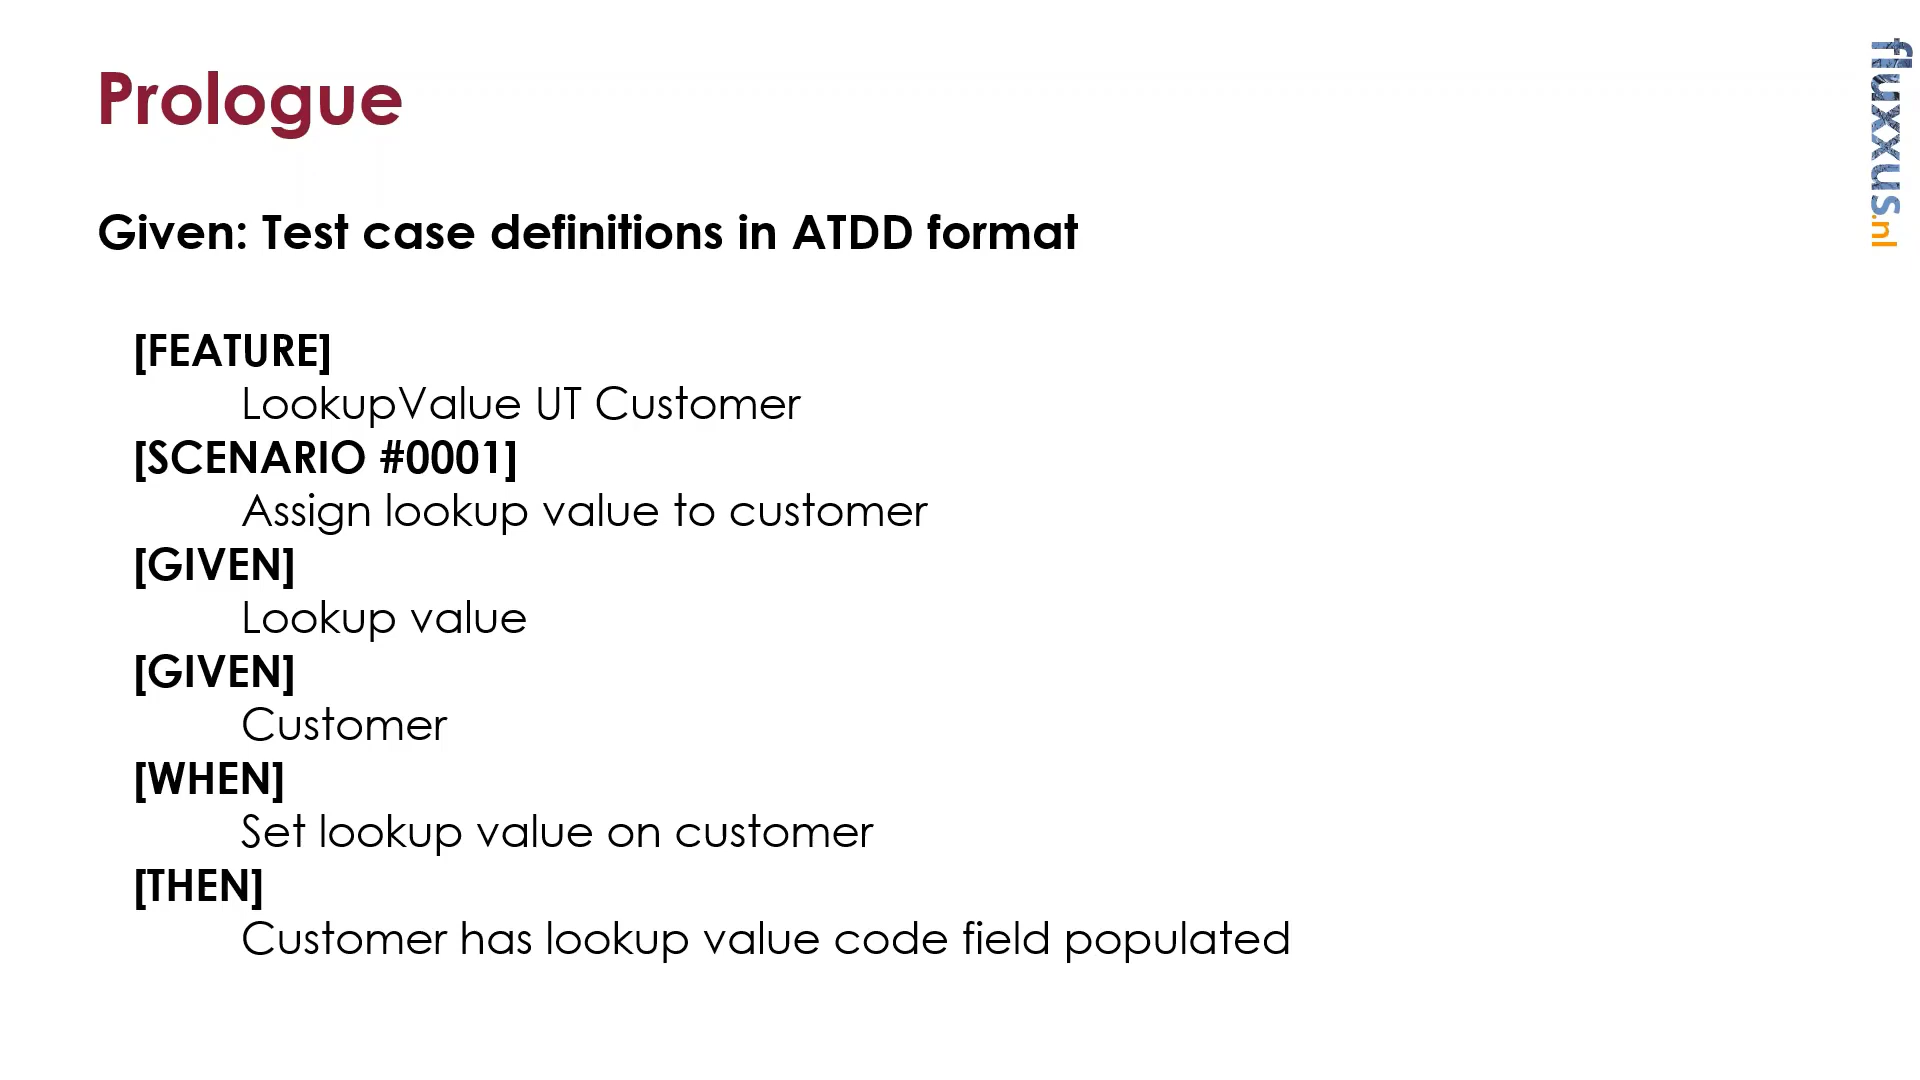 Prologue
fluxxus.nl
Given: Test case definitions in ATDD format
[FEATURE]
LookupValue UT Customer
[SCENARIO #0001]
Assign lookup value to customer
[GIVEN]
Lookup value
[GIVEN]
Customer
[WHEN]
Set lookup value on customer
[THEN]
Customer has lookup value code field populated